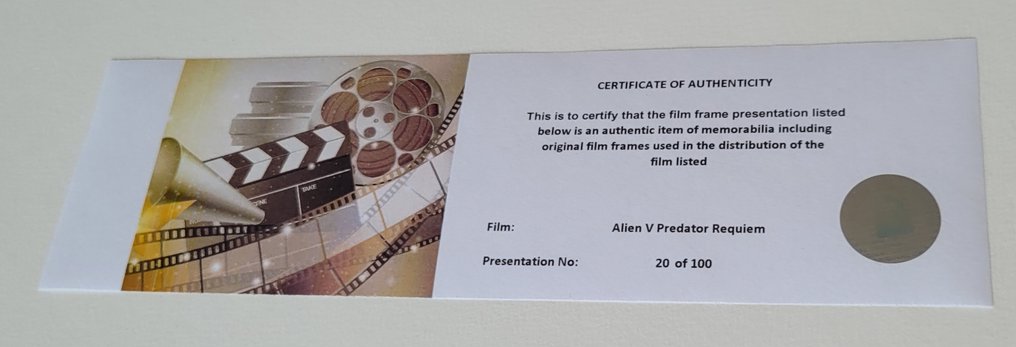 CERTIFICATE OF AUTHENTICITY
This is to certify that the film frame presentation listed
below is an authentic item of memorabilia including
original film frames used in the distribution of the
film listed
TAKE
Film: Alien V Predator Requiem
Presentation No: 20 of 100